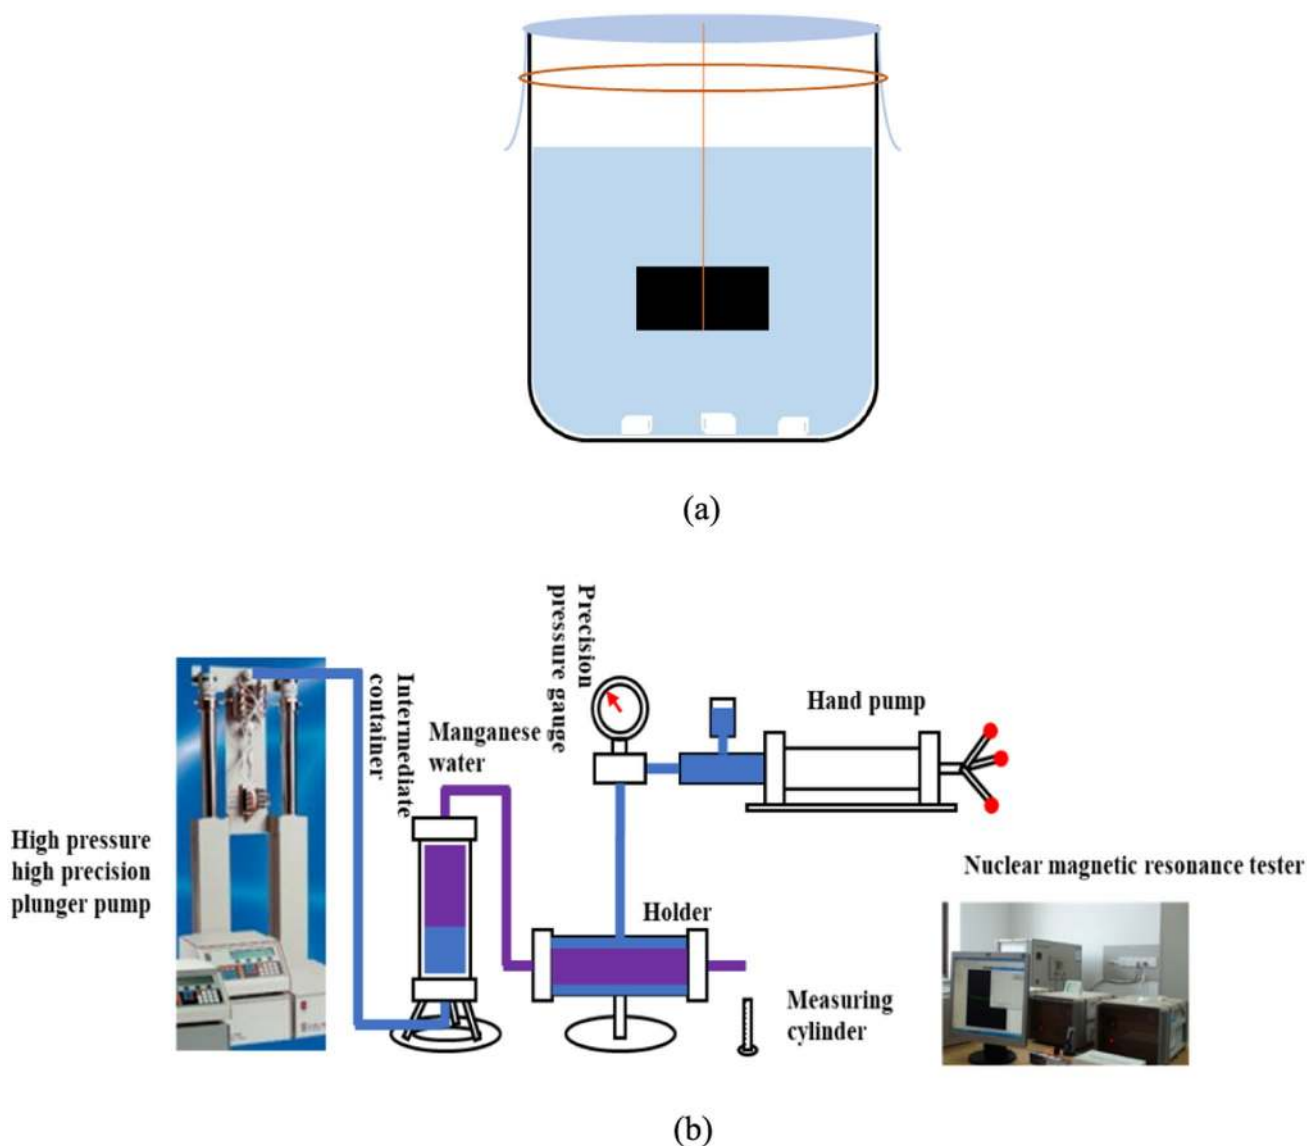 (a)
Precision
pressure gauge
Intermediate
container
Manganese
water
Hand pump
High pressure
high precision
plunger pump
Nuclear magnetic resonance tester
Holder
Measuring
cylinder
(b)